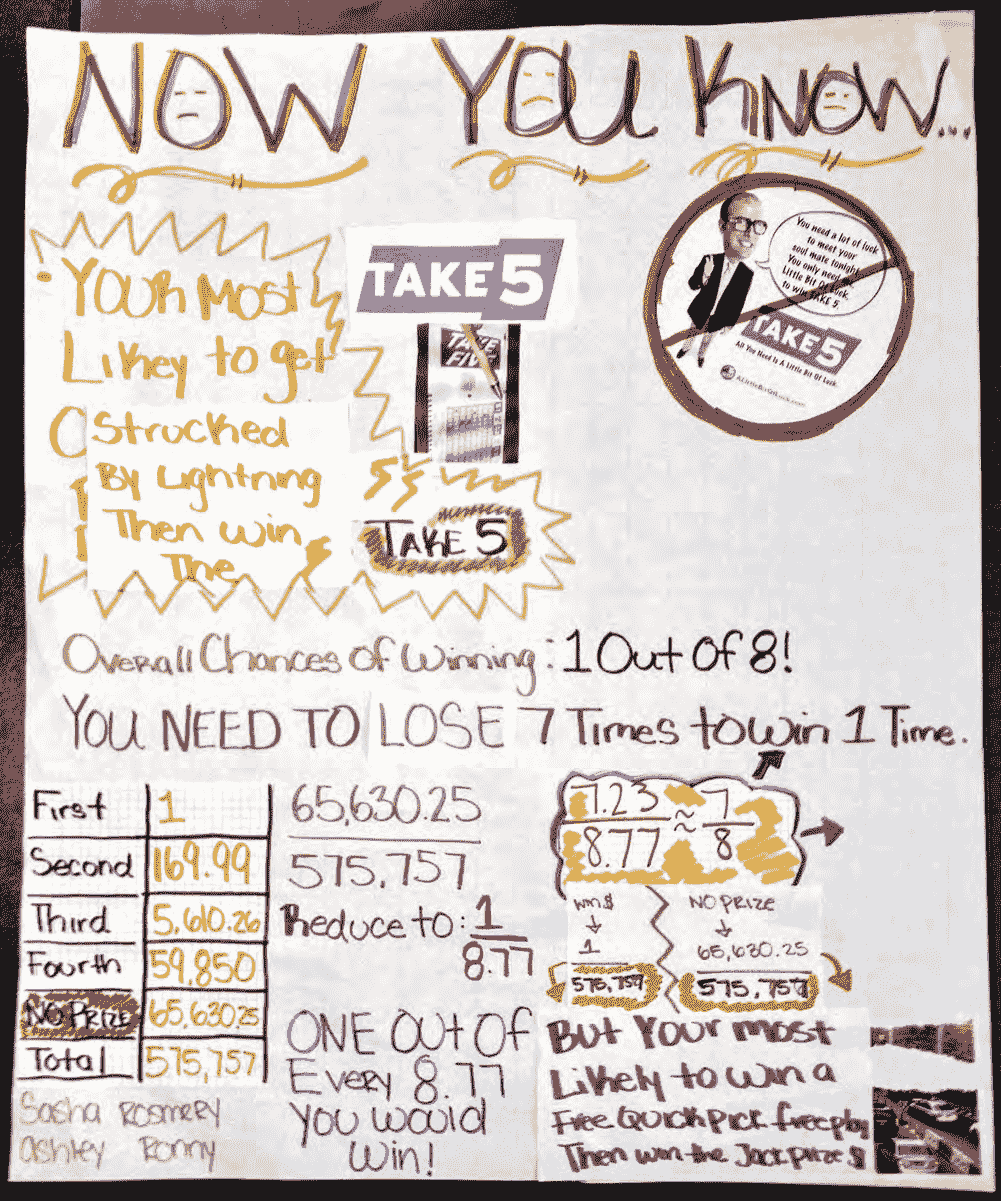 NOW YOU KNOW...
YOUR MOST
Likey to get
Strucked
By Lightning
Then win
The
TAKE 5
TAKE 5
TAKE
FIVE
You need a lot of luck
to meet your
soul mate tonight.
You only need a
Little Bit Of Luck
to win TAKE 5.
TAKE 5
All You Need Is A Little Bit Of Luck.
ALittleBitOfLuck.com
Overall Chances of Winning: 1 Out Of 8!
YOU NEED TO LOSE 7 Times to win 1 Time.
First 1
Second 169.99
Third 5,610.26
Fourth 59,850
NO PRIZE 65,630.25
Total 575,757
Sasha Rosmery
Ashley Ronny
65,630.25
575,757
Reduce to: 1
8.77
ONE OUT OF
Every 8.77
You would
Win!
7.23 ≈ 7
8.77 8
WIN $
↓
1
575,757
NO PRIZE
↓
65,630.25
575,757
But Your most
Likely to win a
Free Quick Pick free play
Then win the Jack prize $